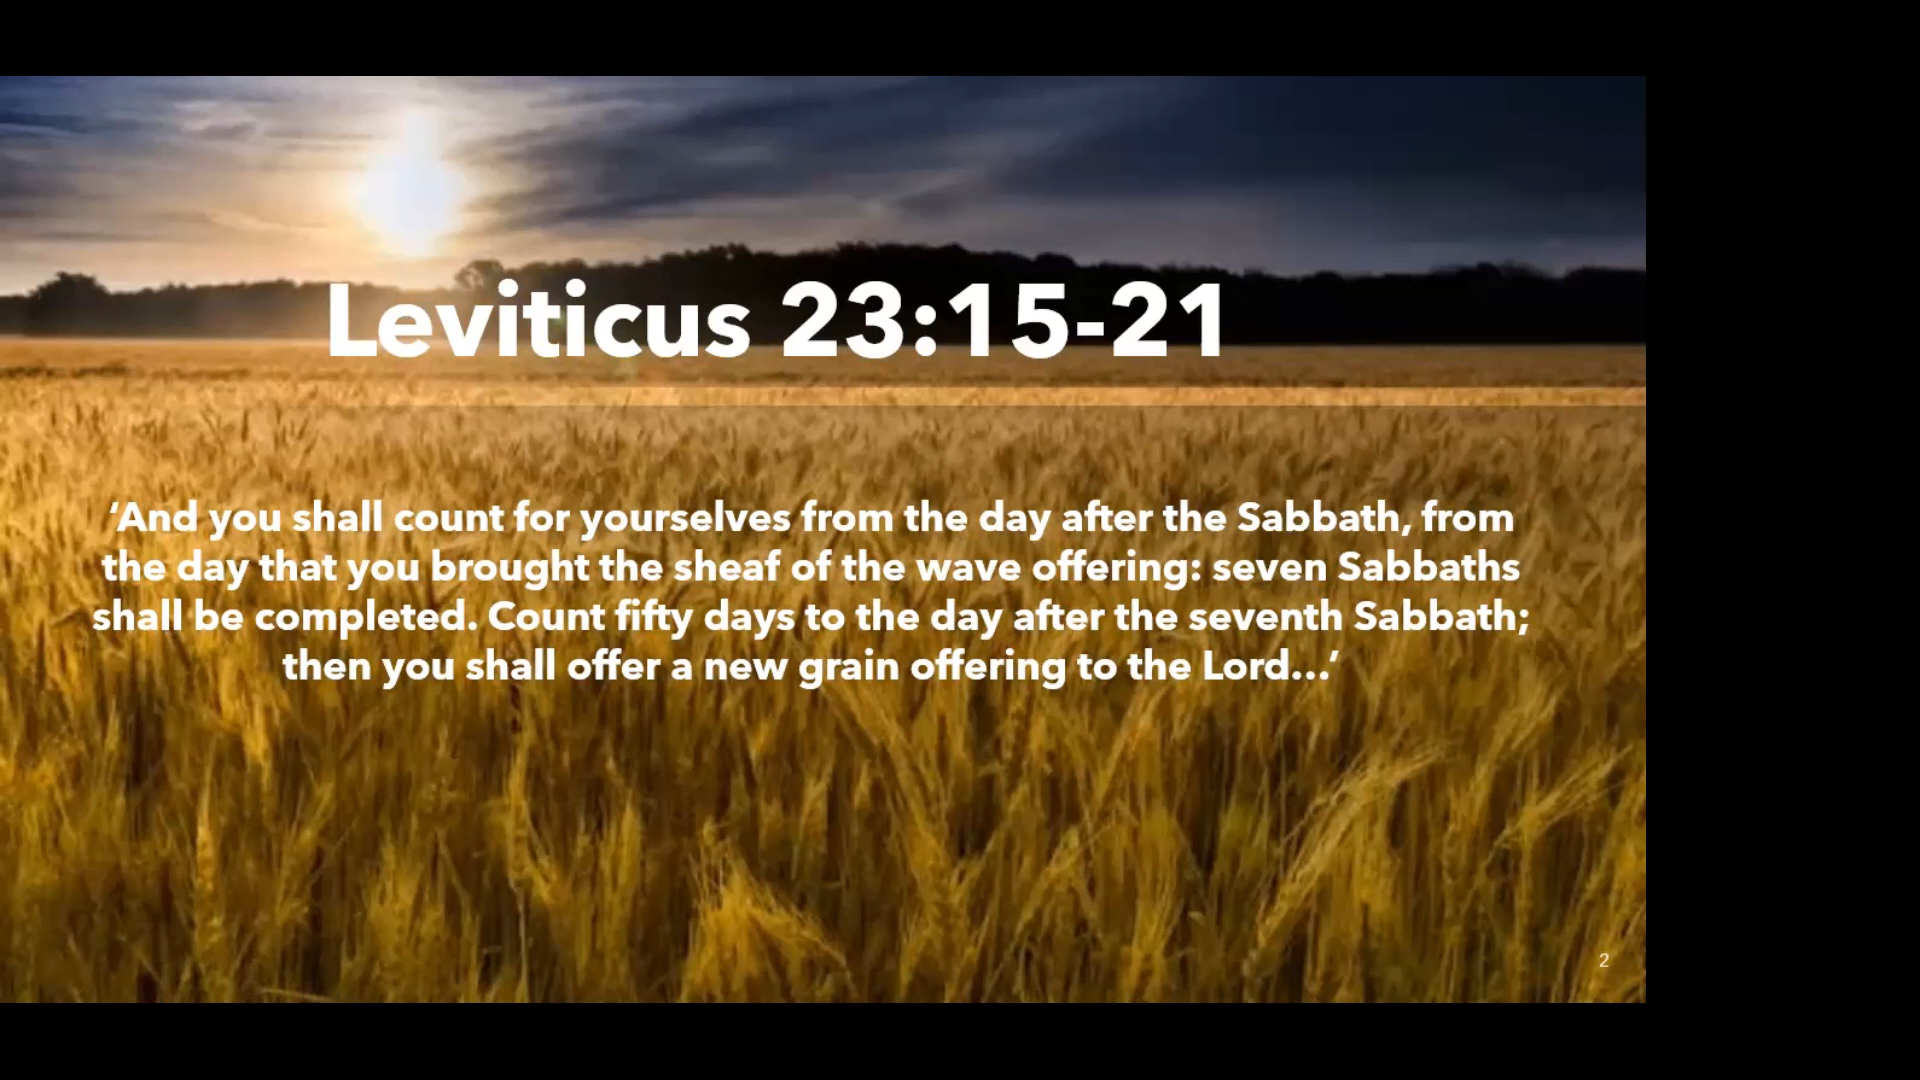 Leviticus 23:15-21
‘And you shall count for yourselves from the day after the Sabbath, from
the day that you brought the sheaf of the wave offering: seven Sabbaths
shall be completed. Count fifty days to the day after the seventh Sabbath;
then you shall offer a new grain offering to the Lord…’
2